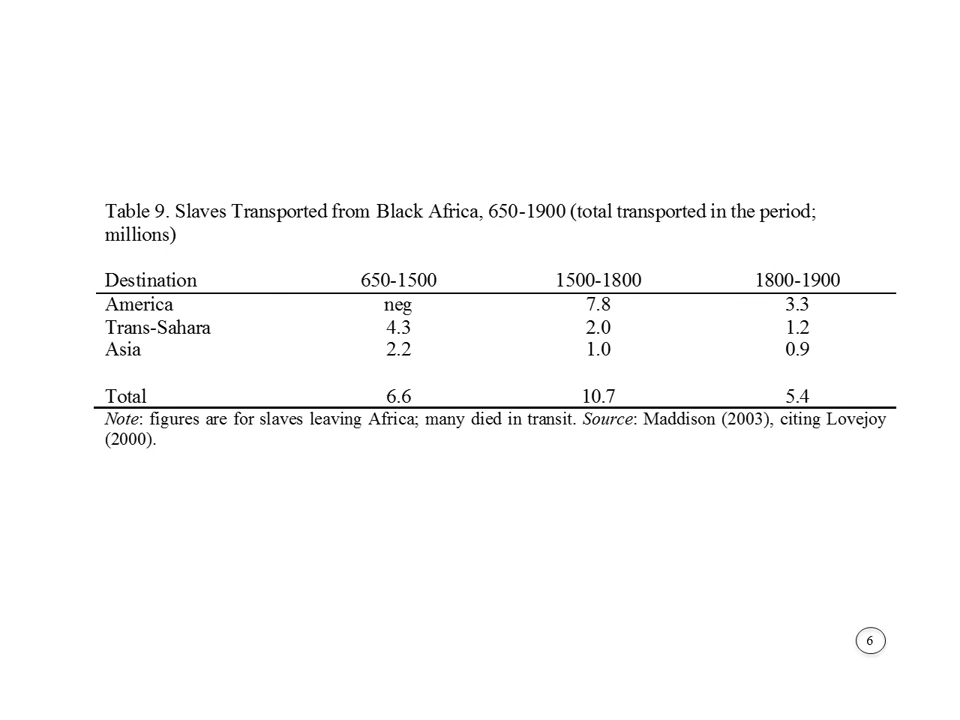 Table 9. Slaves Transported from Black Africa, 650-1900 (total transported in the period;
millions)
Destination 650-1500 1500-1800 1800-1900
America neg 7.8 3.3
Trans-Sahara 4.3 2.0 1.2
Asia 2.2 1.0 0.9
Total 6.6 10.7 5.4
Note: figures are for slaves leaving Africa; many died in transit. Source: Maddison (2003), citing Lovejoy
(2000).
6